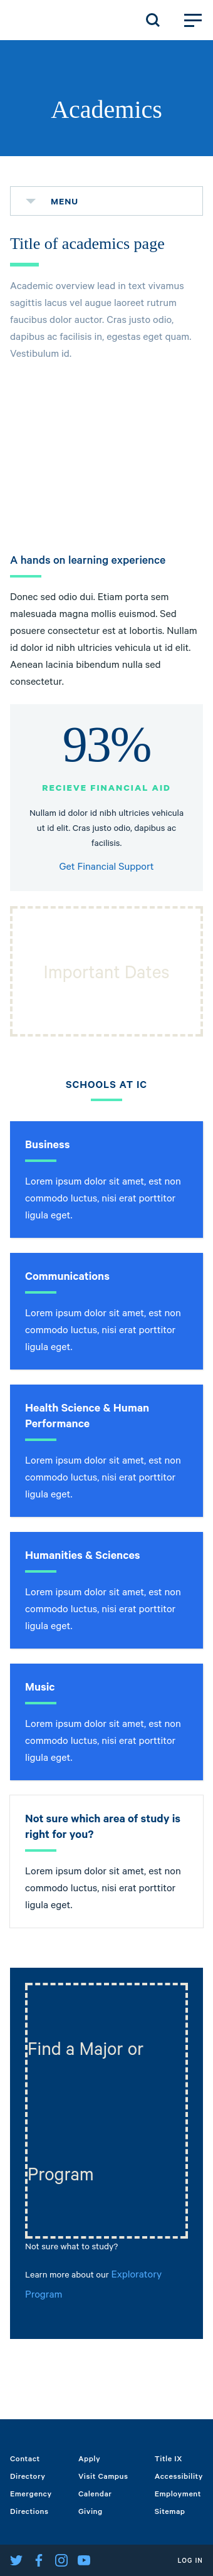 Academics
MENU
Title of academics page
Academic overview lead in text vivamus
sagittis lacus vel augue laoreet rutrum
faucibus dolor auctor. Cras justo odio,
dapibus ac facilisis in, egestas eget quam.
Vestibulum id.
A hands on learning experience
Donec sed odio dui. Etiam porta sem
malesuada magna mollis euismod. Sed
posuere consectetur est at lobortis. Nullam
id dolor id nibh ultricies vehicula ut id elit.
Aenean lacinia bibendum nulla sed
consectetur.
93%
RECIEVE FINANCIAL AID
Nullam id dolor id nibh ultricies vehicula
ut id elit. Cras justo odio, dapibus ac
facilisis.
Get Financial Support
Important Dates
SCHOOLS AT IC
Business
Lorem ipsum dolor sit amet, est non
commodo luctus, nisi erat porttitor
ligula eget.
Communications
Lorem ipsum dolor sit amet, est non
commodo luctus, nisi erat porttitor
ligula eget.
Health Science & Human
Performance
Lorem ipsum dolor sit amet, est non
commodo luctus, nisi erat porttitor
ligula eget.
Humanities & Sciences
Lorem ipsum dolor sit amet, est non
commodo luctus, nisi erat porttitor
ligula eget.
Music
Lorem ipsum dolor sit amet, est non
commodo luctus, nisi erat porttitor
ligula eget.
Not sure which area of study is
right for you?
Lorem ipsum dolor sit amet, est non
commodo luctus, nisi erat porttitor
ligula eget.
Find a Major or
Program
Not sure what to study?
Learn more about our Exploratory
Program
Contact Apply Title IX
Directory Visit Campus Accessibility
Emergency Calendar Employment
Directions Giving Sitemap
LOG IN